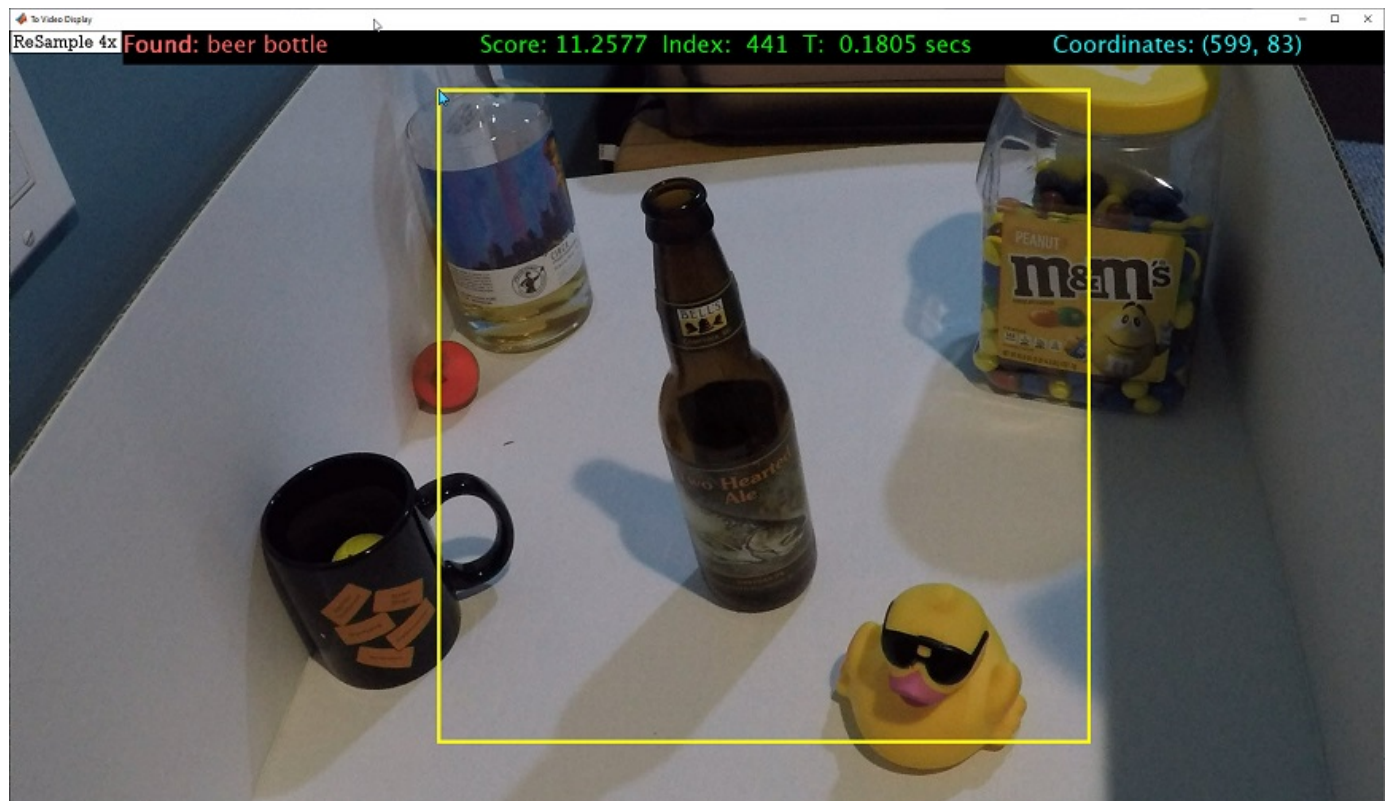 To Video Display
ReSample 4x
Found: beer bottle
Score: 11.2577 Index: 441 T: 0.1805 secs
Coordinates: (599, 83)
PEANUT
m&m's
BELL'S
Two Hearted
Ale